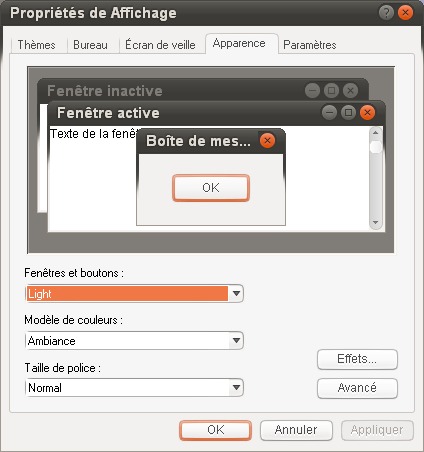 Propriétés de Affichage
Thèmes Bureau Écran de veille Apparence Paramètres
Fenêtre inactive
Fenêtre active
Texte de la fenêt
Boîte de mes...
OK
Fenêtres et boutons :
Light
Modèle de couleurs :
Ambiance
Effets...
Taille de police :
Normal
Avancé
OK Annuler Appliquer